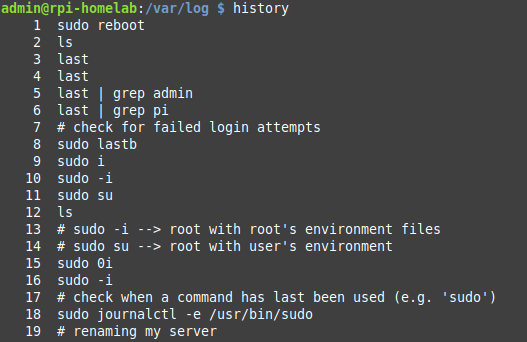 admin@rpi-homelab:/var/log $ history
1 sudo reboot
2 ls
3 last
4 last
5 last | grep admin
6 last | grep pi
7 # check for failed login attempts
8 sudo lastb
9 sudo i
10 sudo -i
11 sudo su
12 ls
13 # sudo -i --> root with root's environment files
14 # sudo su --> root with user's environment
15 sudo 0i
16 sudo -i
17 # check when a command has last been used (e.g. 'sudo')
18 sudo journalctl -e /usr/bin/sudo
19 # renaming my server